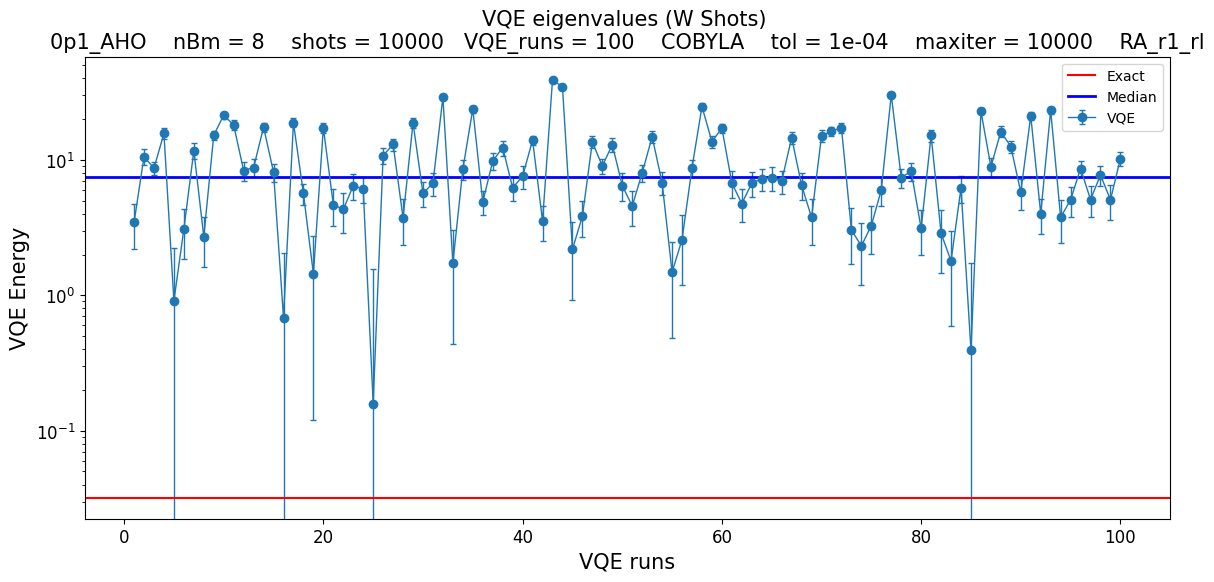 VQE eigenvalues (W Shots)
0p1_AHO    nBm = 8    shots = 10000   VQE_runs = 100    COBYLA    tol = 1e-04    maxiter = 10000    RA_r1_rl
Exact
Median
VQE
VQE Energy
10¹
10⁰
10⁻¹
0 20 40 60 80 100
VQE runs